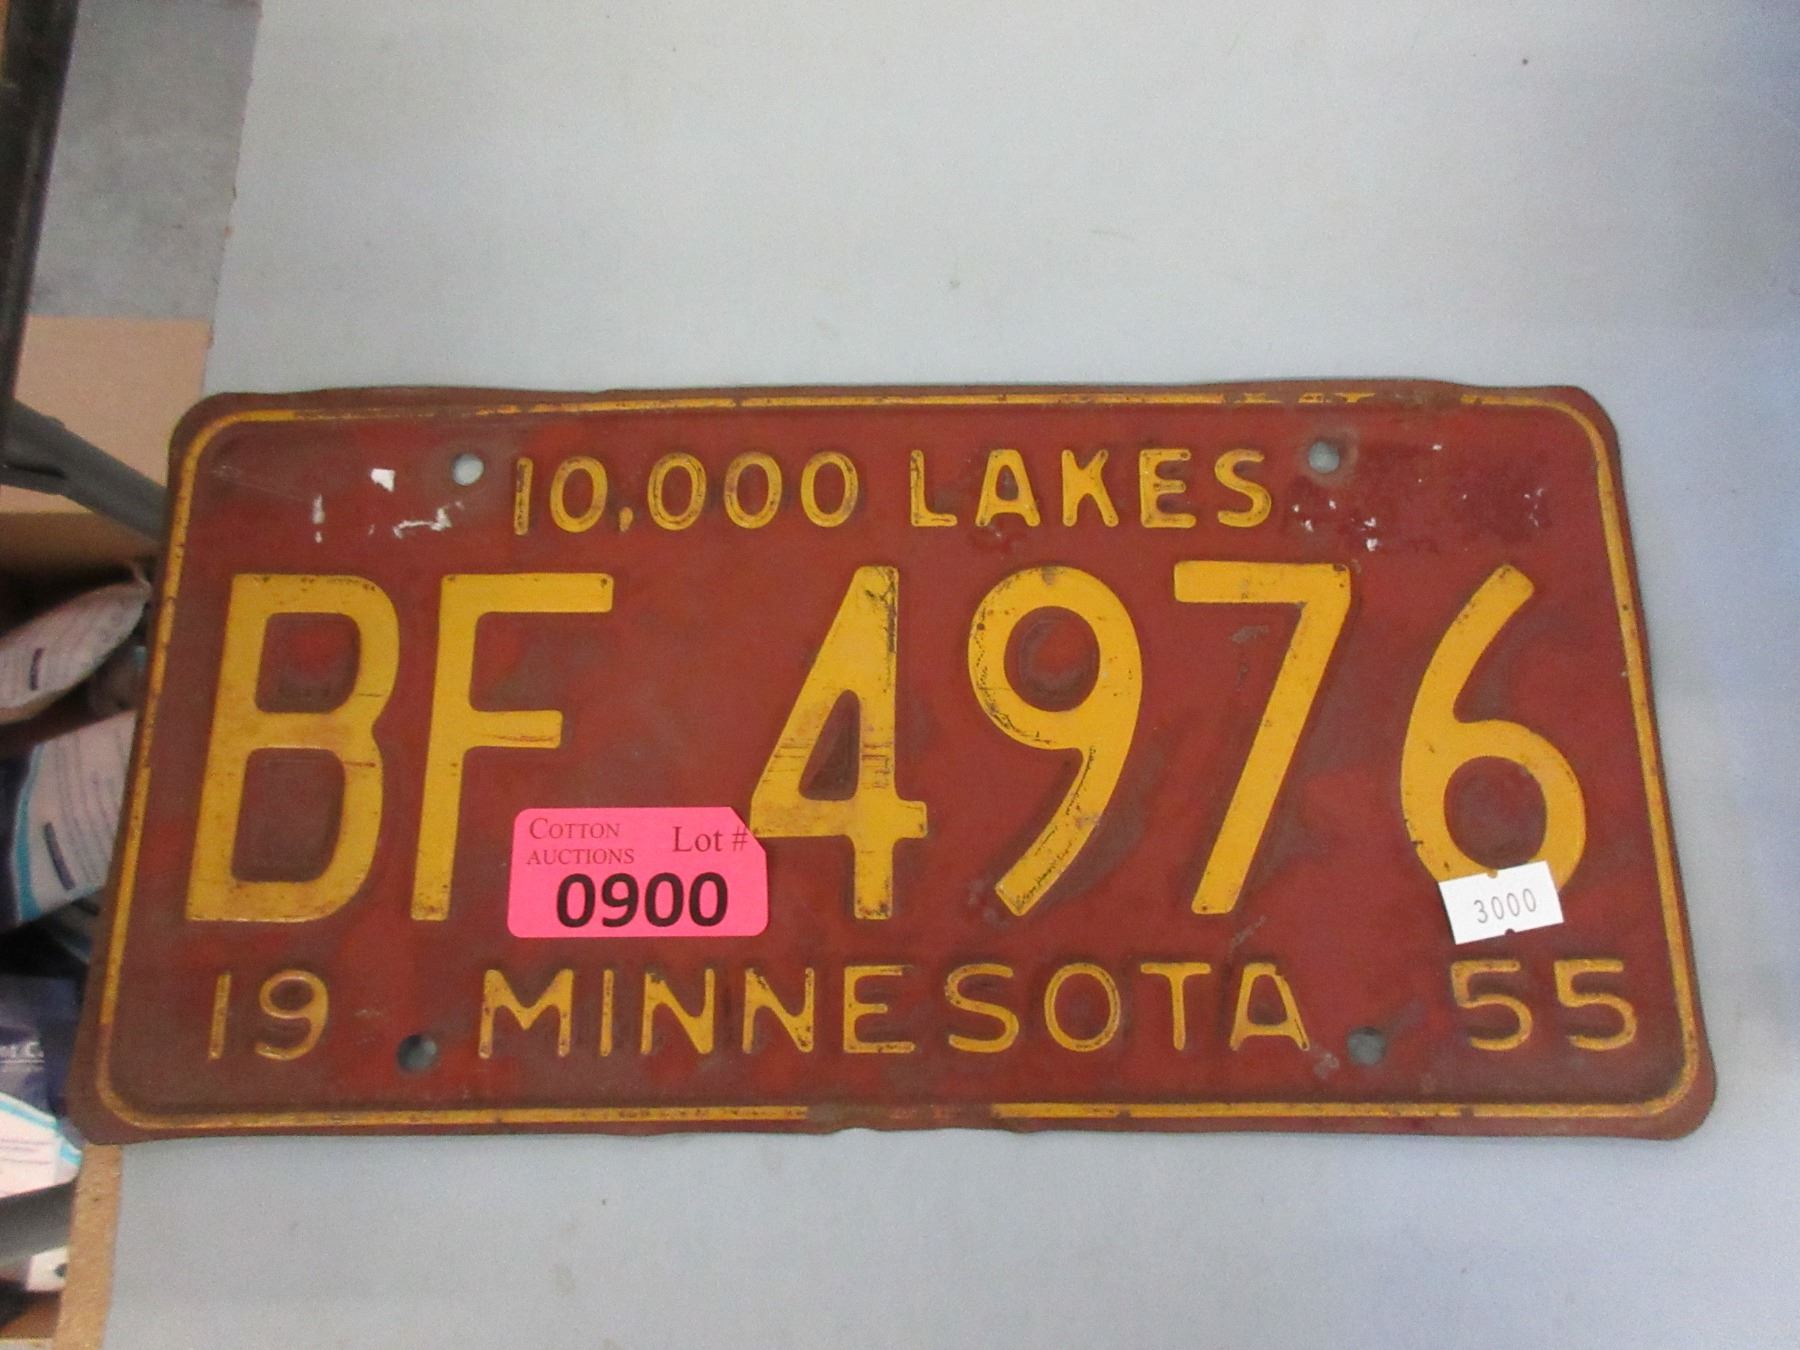 10,000 LAKES
BF 4976
COTTON AUCTIONS Lot #
0900
3000
19 MINNESOTA 55